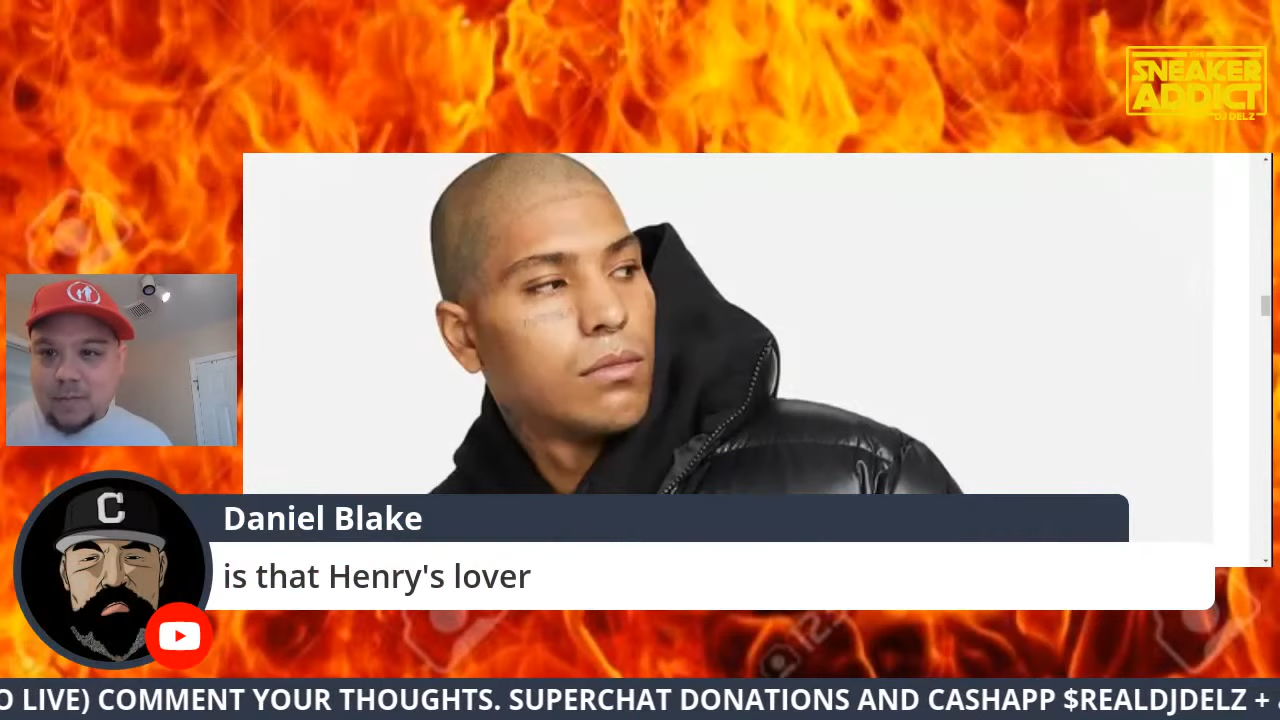 SNEAKER
ADDICT
DJ DELZ
Daniel Blake
is that Henry's lover
C
O LIVE) COMMENT YOUR THOUGHTS. SUPERCHAT DONATIONS AND CASHAPP $REALDJDELZ +